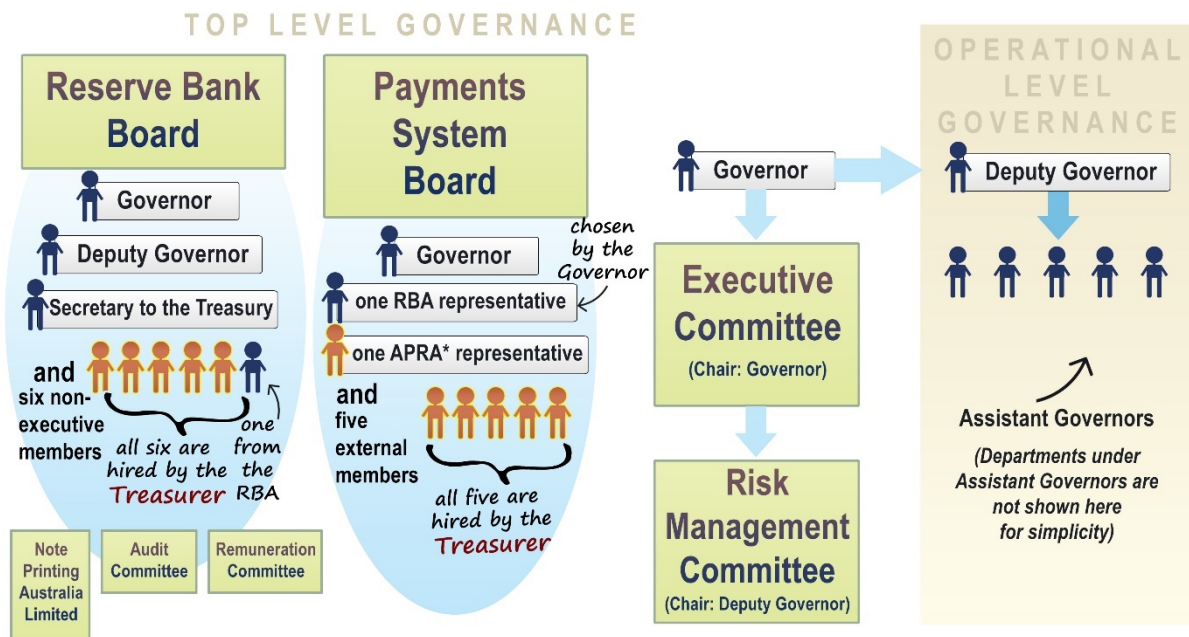 TOP LEVEL GOVERNANCE
Reserve Bank
Board
Governor
Deputy Governor
Secretary to the Treasury
and
six non-
executive
members
all six are
hired by the
Treasurer
one
from
the
RBA
Note
Printing
Australia
Limited
Audit
Committee
Remuneration
Committee
Payments
System
Board
chosen
by the
Governor
Governor
one RBA representative
one APRA* representative
and
five
external
members
all five are
hired by the
Treasurer
Governor
Executive
Committee
(Chair: Governor)
Risk
Management
Committee
(Chair: Deputy Governor)
OPERATIONAL
LEVEL
GOVERNANCE
Deputy Governor
Assistant Governors
(Departments under
Assistant Governors are
not shown here
for simplicity)